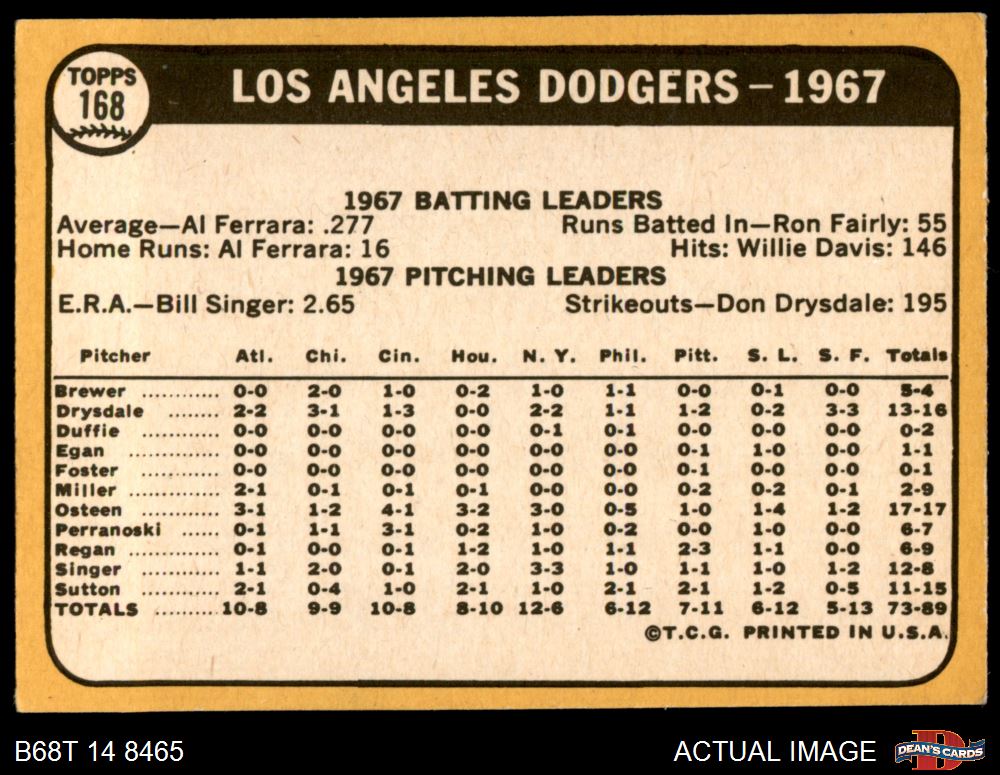 TOPPS
168
LOS ANGELES DODGERS – 1967
1967 BATTING LEADERS
Average—Al Ferrara: .277 Runs Batted In—Ron Fairly: 55
Home Runs: Al Ferrara: 16 Hits: Willie Davis: 146
1967 PITCHING LEADERS
E.R.A.—Bill Singer: 2.65 Strikeouts—Don Drysdale: 195
Pitcher Atl. Chi. Cin. Hou. N. Y. Phil. Pitt. S. L. S. F. Totals
Brewer ............ 0-0 2-0 1-0 0-2 1-0 1-1 0-0 0-1 0-0 5-4
Drysdale ........ 2-2 3-1 1-3 0-0 2-2 1-1 1-2 0-2 3-3 13-16
Duffie ............ 0-0 0-0 0-0 0-0 0-1 0-1 0-0 0-0 0-0 0-2
Egan .............. 0-0 0-0 0-0 0-0 0-0 0-0 0-1 1-0 0-0 1-1
Foster ............ 0-0 0-0 0-0 0-0 0-0 0-0 0-1 0-0 0-0 0-1
Miller .............. 2-1 0-1 0-1 0-1 0-0 0-0 0-2 0-2 0-1 2-9
Osteen ............ 3-1 1-2 4-1 3-2 3-0 0-5 1-0 1-4 1-2 17-17
Perranoski ...... 0-1 1-1 3-1 0-2 1-0 0-2 0-0 1-0 0-0 6-7
Regan ............ 0-1 0-0 0-1 1-2 1-0 1-1 2-3 1-1 0-0 6-9
Singer ............ 1-1 2-0 0-1 2-0 3-3 1-0 1-1 1-0 1-2 12-8
Sutton ............ 2-1 0-4 1-0 2-1 1-0 2-1 2-1 1-2 0-5 11-15
TOTALS .......... 10-8 9-9 10-8 8-10 12-6 6-12 7-11 6-12 5-13 73-89
©T.C.G. PRINTED IN U.S.A.
B68T 14 8465 ACTUAL IMAGE DEAN'S CARDS